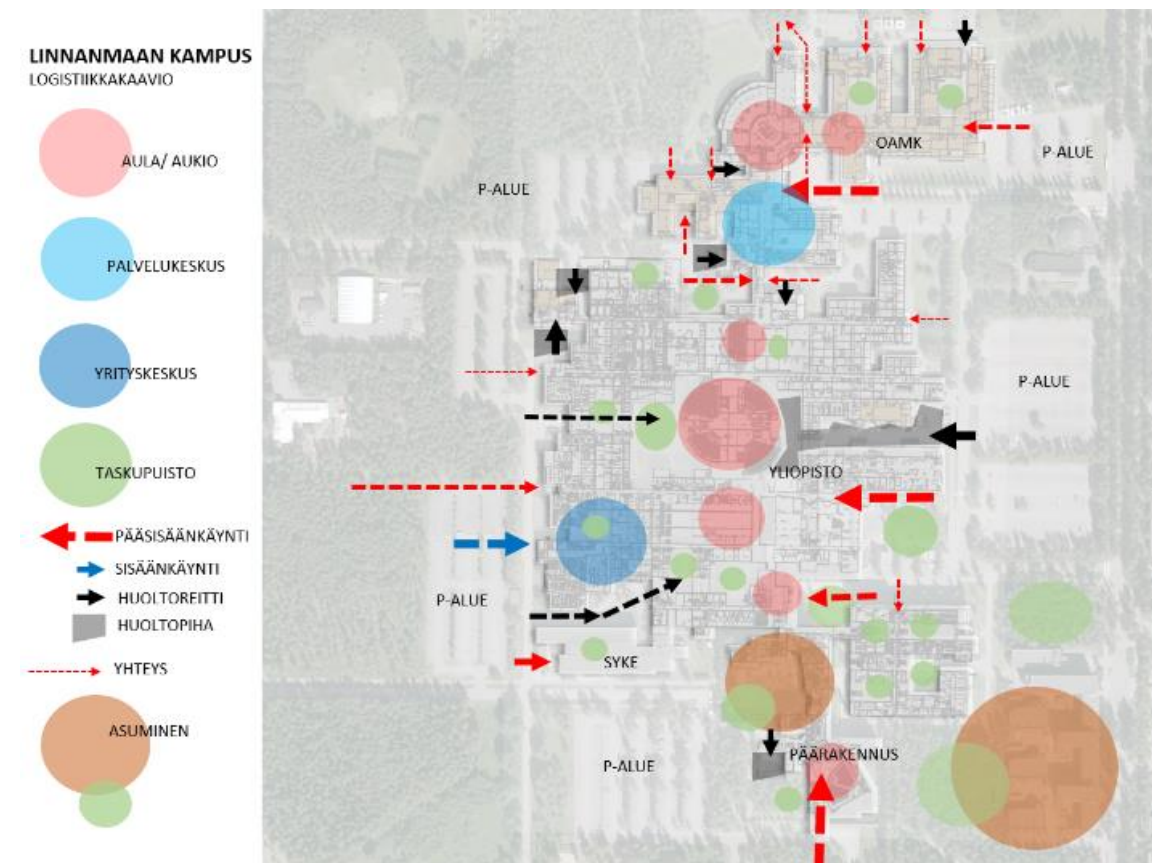 LINNANMAAN KAMPUS
LOGISTIIKKAKAAVIO
AULA/ AUKIO
PALVELUKESKUS
YRITYSKESKUS
TASKUPUISTO
PÄÄSISÄÄNKÄYNTI
SISÄÄNKÄYNTI
HUOLTOREITTI
HUOLTOPIHA
YHTEYS
ASUMINEN
OAMK
P-ALUE
P-ALUE
P-ALUE
YLIOPISTO
P-ALUE
SYKE
PÄÄRAKENNUS
P-ALUE